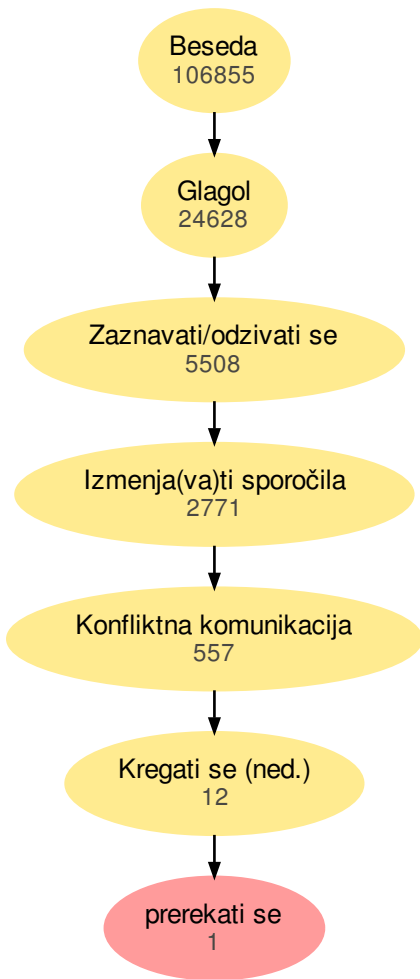 Beseda
106855
Glagol
24628
Zaznavati/odzivati se
5508
Izmenja(va)ti sporočila
2771
Konfliktna komunikacija
557
Kregati se (ned.)
12
prerekati se
1